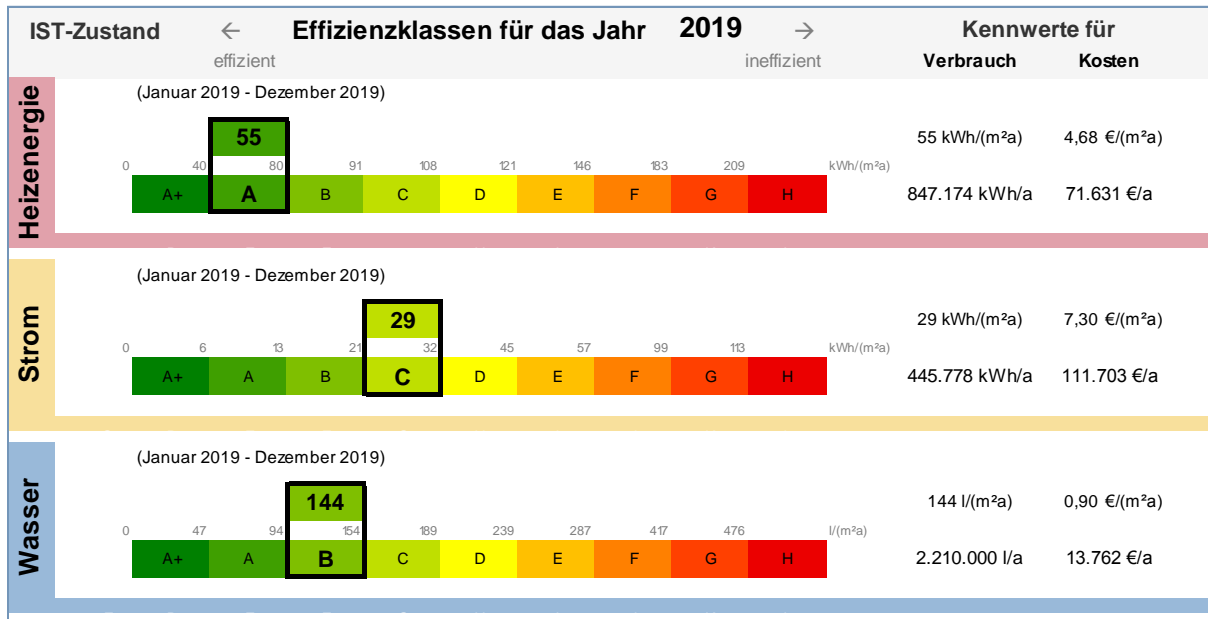 IST-Zustand ← Effizienzklassen für das Jahr 2019 → Kennwerte für
effizient ineffizient Verbrauch Kosten
Heizenergie
(Januar 2019 - Dezember 2019)
55 55 kWh/(m²a) 4,68 €/(m²a)
0 40 80 91 108 121 146 183 209 kWh/(m²a)
A+ A B C D E F G H 847.174 kWh/a 71.631 €/a
Strom
(Januar 2019 - Dezember 2019)
29 29 kWh/(m²a) 7,30 €/(m²a)
0 6 13 21 32 45 57 99 113 kWh/(m²a)
A+ A B C D E F G H 445.778 kWh/a 111.703 €/a
Wasser
(Januar 2019 - Dezember 2019)
144 144 l/(m²a) 0,90 €/(m²a)
0 47 94 154 189 239 287 417 476 l/(m²a)
A+ A B C D E F G H 2.210.000 l/a 13.762 €/a